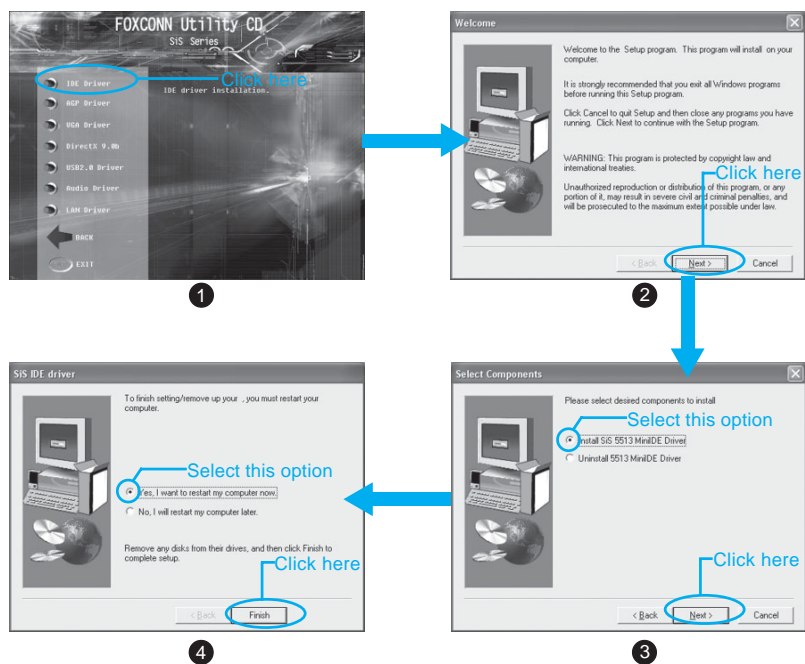 FOXCONN Utility CD
SiS Series
IDE Driver
Click here
IDE driver installation.
AGP Driver
VGA Driver
DirectX 9.0b
USB2.0 Driver
Audio Driver
LAN Driver
BACK
EXIT
1
Welcome
Welcome to the Setup program. This program will install on your
computer.
It is strongly recommended that you exit all Windows programs
before running this Setup program.
Click Cancel to quit Setup and then close any programs you have
running. Click Next to continue with the Setup program.
WARNING: This program is protected by copyright law and
international treaties.
Click here
Unauthorized reproduction or distribution of this program, or any
portion of it, may result in severe civil and criminal penalties, and
will be prosecuted to the maximum extent possible under law.
< Back
Next >
Cancel
2
Select Components
Please select desired components to install
Select this option
Install SiS 5513 MiniIDE Driver
Uninstall 5513 MiniIDE Driver
Click here
< Back
Next >
Cancel
3
SiS IDE driver
To finish setting/remove up your , you must restart your
computer.
Select this option
Yes, I want to restart my computer now.
No, I will restart my computer later.
Remove any disks from their drives, and then click Finish to
complete setup.
Click here
< Back
Finish
4